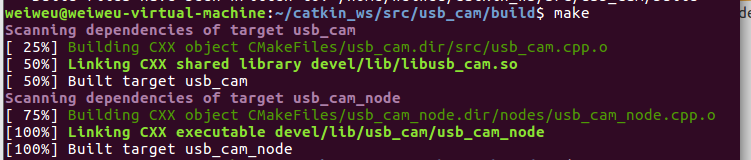 weiweu@weiweu-virtual-machine:~/catkin_ws/src/usb_cam/build$ make
Scanning dependencies of target usb_cam
[ 25%] Building CXX object CMakeFiles/usb_cam.dir/src/usb_cam.cpp.o
[ 50%] Linking CXX shared library devel/lib/libusb_cam.so
[ 50%] Built target usb_cam
Scanning dependencies of target usb_cam_node
[ 75%] Building CXX object CMakeFiles/usb_cam_node.dir/nodes/usb_cam_node.cpp.o
[100%] Linking CXX executable devel/lib/usb_cam/usb_cam_node
[100%] Built target usb_cam_node